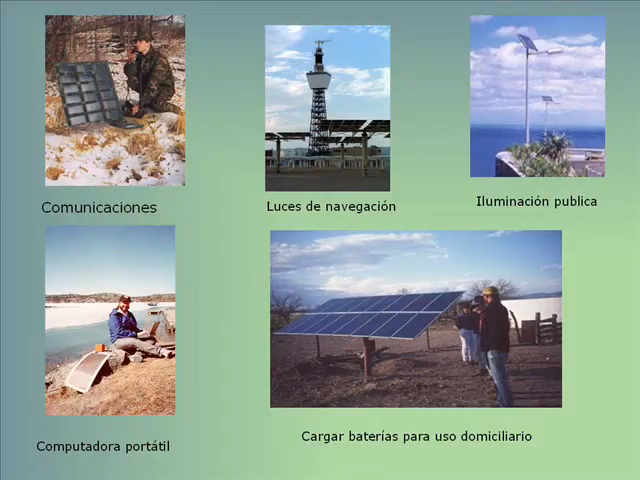 Comunicaciones
Luces de navegación
Iluminación publica
Computadora portátil
Cargar baterías para uso domiciliario